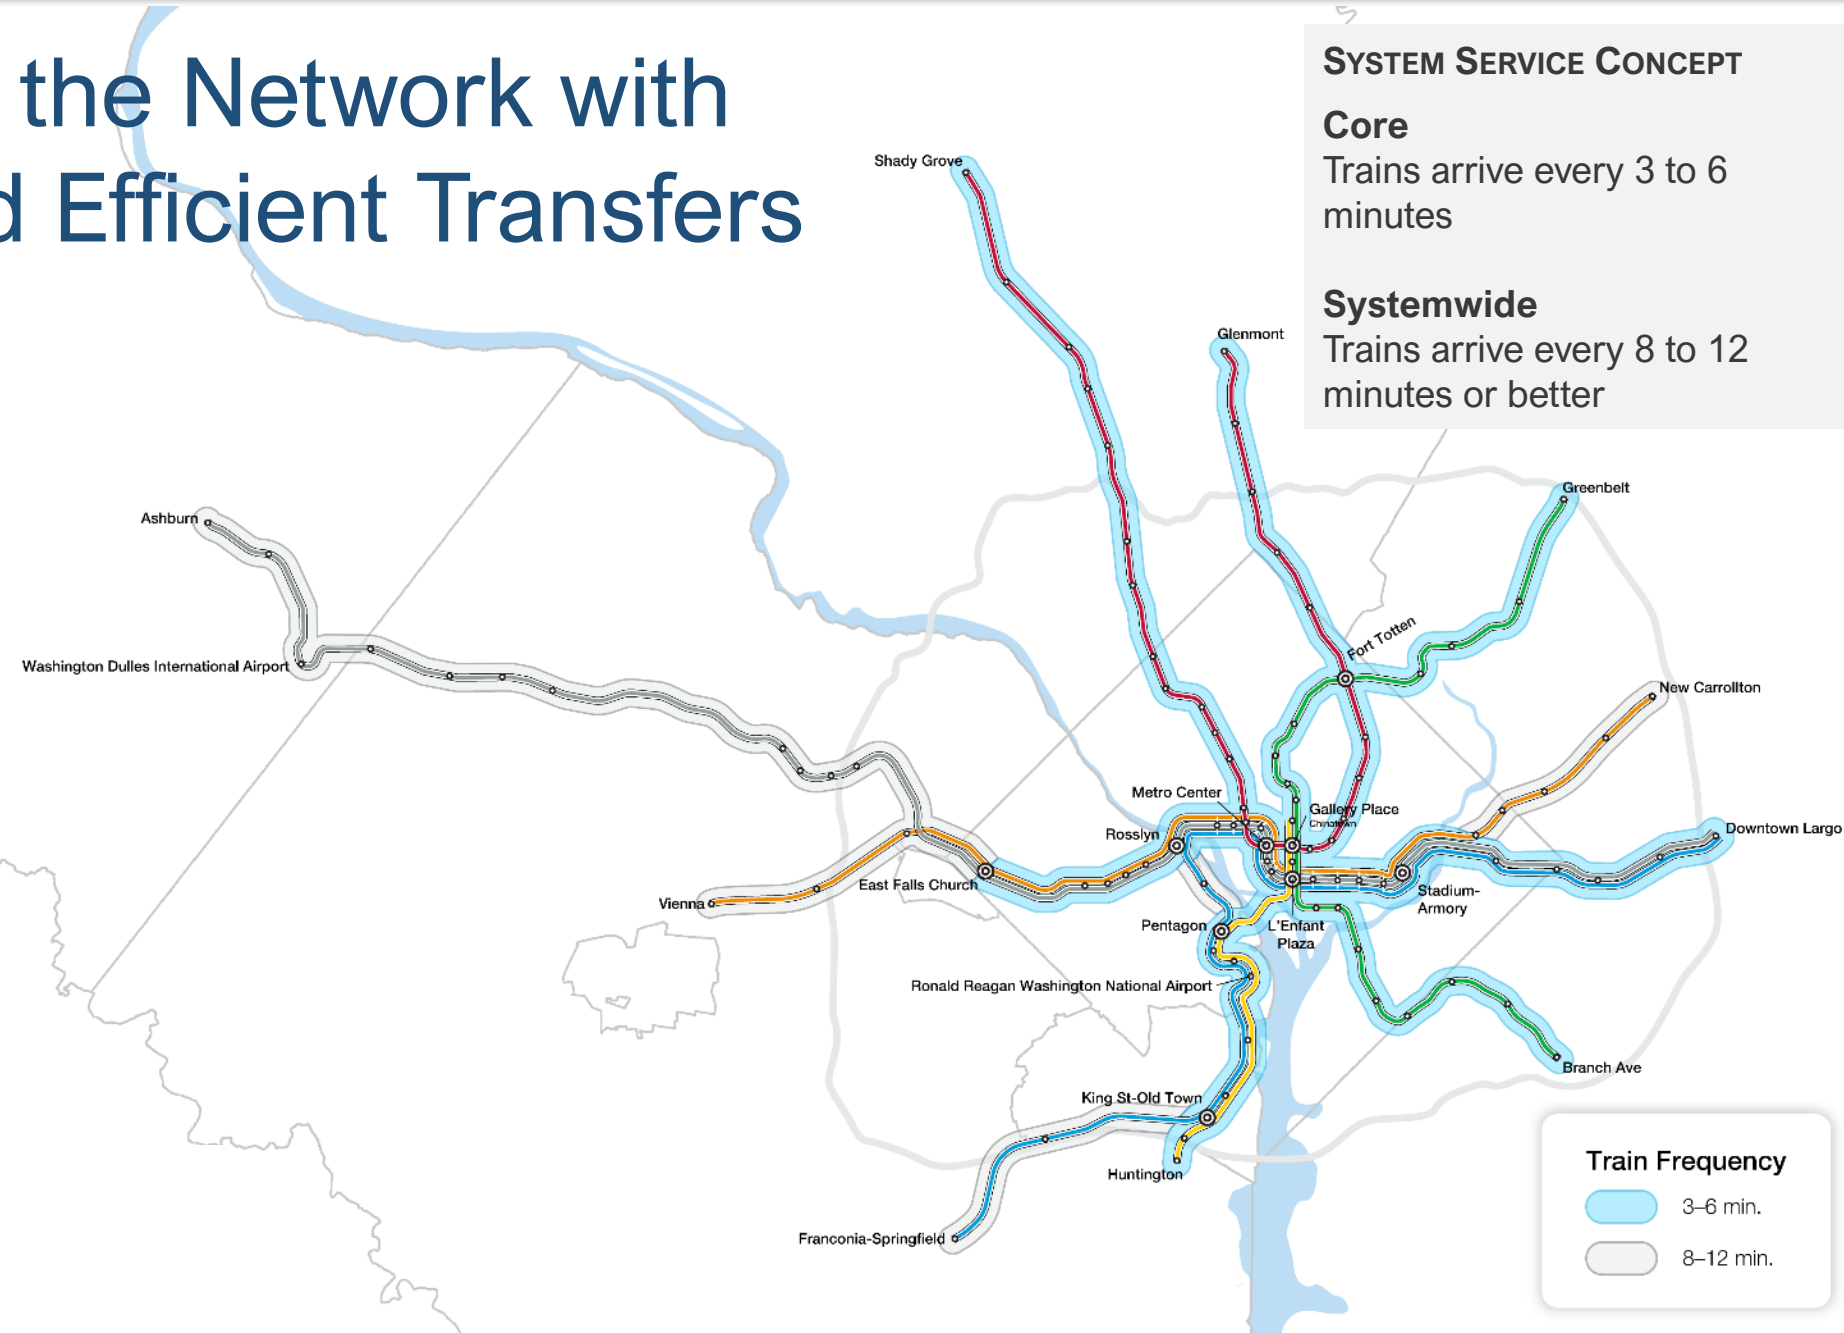 the Network with
d Efficient Transfers
SYSTEM SERVICE CONCEPT
Core
Trains arrive every 3 to 6
minutes
Systemwide
Trains arrive every 8 to 12
minutes or better
Shady Grove
Glenmont
Greenbelt
Ashburn
Fort Totten
Washington Dulles International Airport
New Carrollton
Metro Center
Gallery Place
Chinatown
Rosslyn
Downtown Largo
East Falls Church
Stadium-
Armory
Vienna
Pentagon
L'Enfant
Plaza
Ronald Reagan Washington National Airport
Branch Ave
King St-Old Town
Huntington
Franconia-Springfield
Train Frequency
3–6 min.
8–12 min.